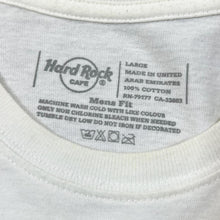 Hard Rock
CAFE
®
LARGE
MADE IN UNITED
ARAB EMIRATES
100% COTTON
RN-79177 CA-33883
Mens Fit
MACHINE WASH COLD WITH LIKE COLOURS
ONLY NON CHLORINE BLEACH WHEN NEEDED
TUMBLE DRY LOW DO NOT IRON IF DECORATED